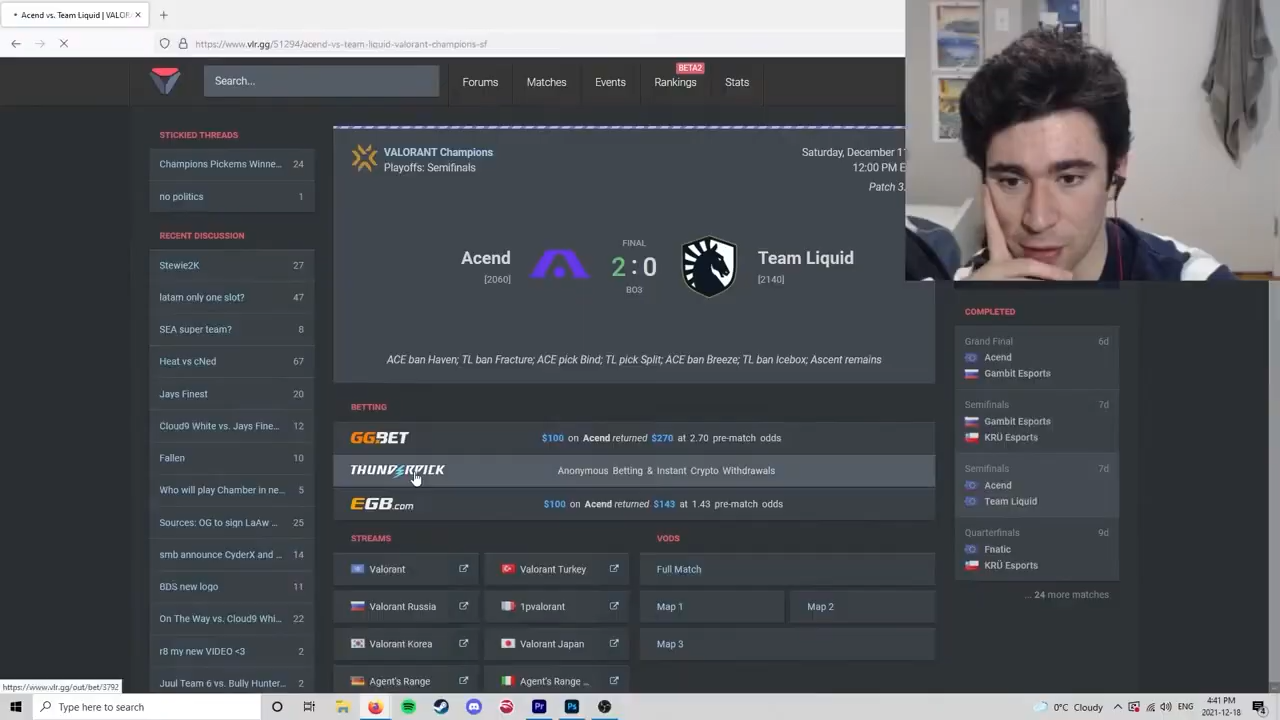 Acend vs. Team Liquid | VALOR
https://www.vlr.gg/51294/acend-vs-team-liquid-valorant-champions-sf
Search...
Forums
Matches
Events
BETA2
Rankings
Stats
STICKIED THREADS
Champions Pickems Winne... 24
no politics 1
RECENT DISCUSSION
Stewie2K 27
latam only one slot? 47
SEA super team? 8
Heat vs cNed 67
Jays Finest 20
Cloud9 White vs. Jays Fine... 12
Fallen 10
Who will play Chamber in ne... 5
Sources: OG to sign LaAw ... 25
smb announce CyderX and ... 14
BDS new logo 11
On The Way vs. Cloud9 Whi... 22
r8 my new VIDEO <3 2
Juul Team 6 vs. Bully Hunter... 2
VALORANT Champions
Playoffs: Semifinals
Saturday, December 1
12:00 PM E
Patch 3.
Acend
[2060]
FINAL
2:0
BO3
Team Liquid
[2140]
ACE ban Haven; TL ban Fracture; ACE pick Bind; TL pick Split; ACE ban Breeze; TL ban Icebox; Ascent remains
BETTING
GG.BET $100 on Acend returned $270 at 2.70 pre-match odds
THUNDERPICK Anonymous Betting & Instant Crypto Withdrawals
EGB.com $100 on Acend returned $143 at 1.43 pre-match odds
STREAMS
Valorant
Valorant Turkey
Valorant Russia
1pvalorant
Valorant Korea
Valorant Japan
Agent's Range
Agent's Range ...
VODS
Full Match
Map 1
Map 2
Map 3
COMPLETED
Grand Final 6d
Acend
Gambit Esports
Semifinals 7d
Gambit Esports
KRÜ Esports
Semifinals 7d
Acend
Team Liquid
Quarterfinals 9d
Fnatic
KRÜ Esports
... 24 more matches
https://www.vlr.gg/out/bet/3792
Type here to search
0°C Cloudy
ENG
4:41 PM
2021-12-18
4